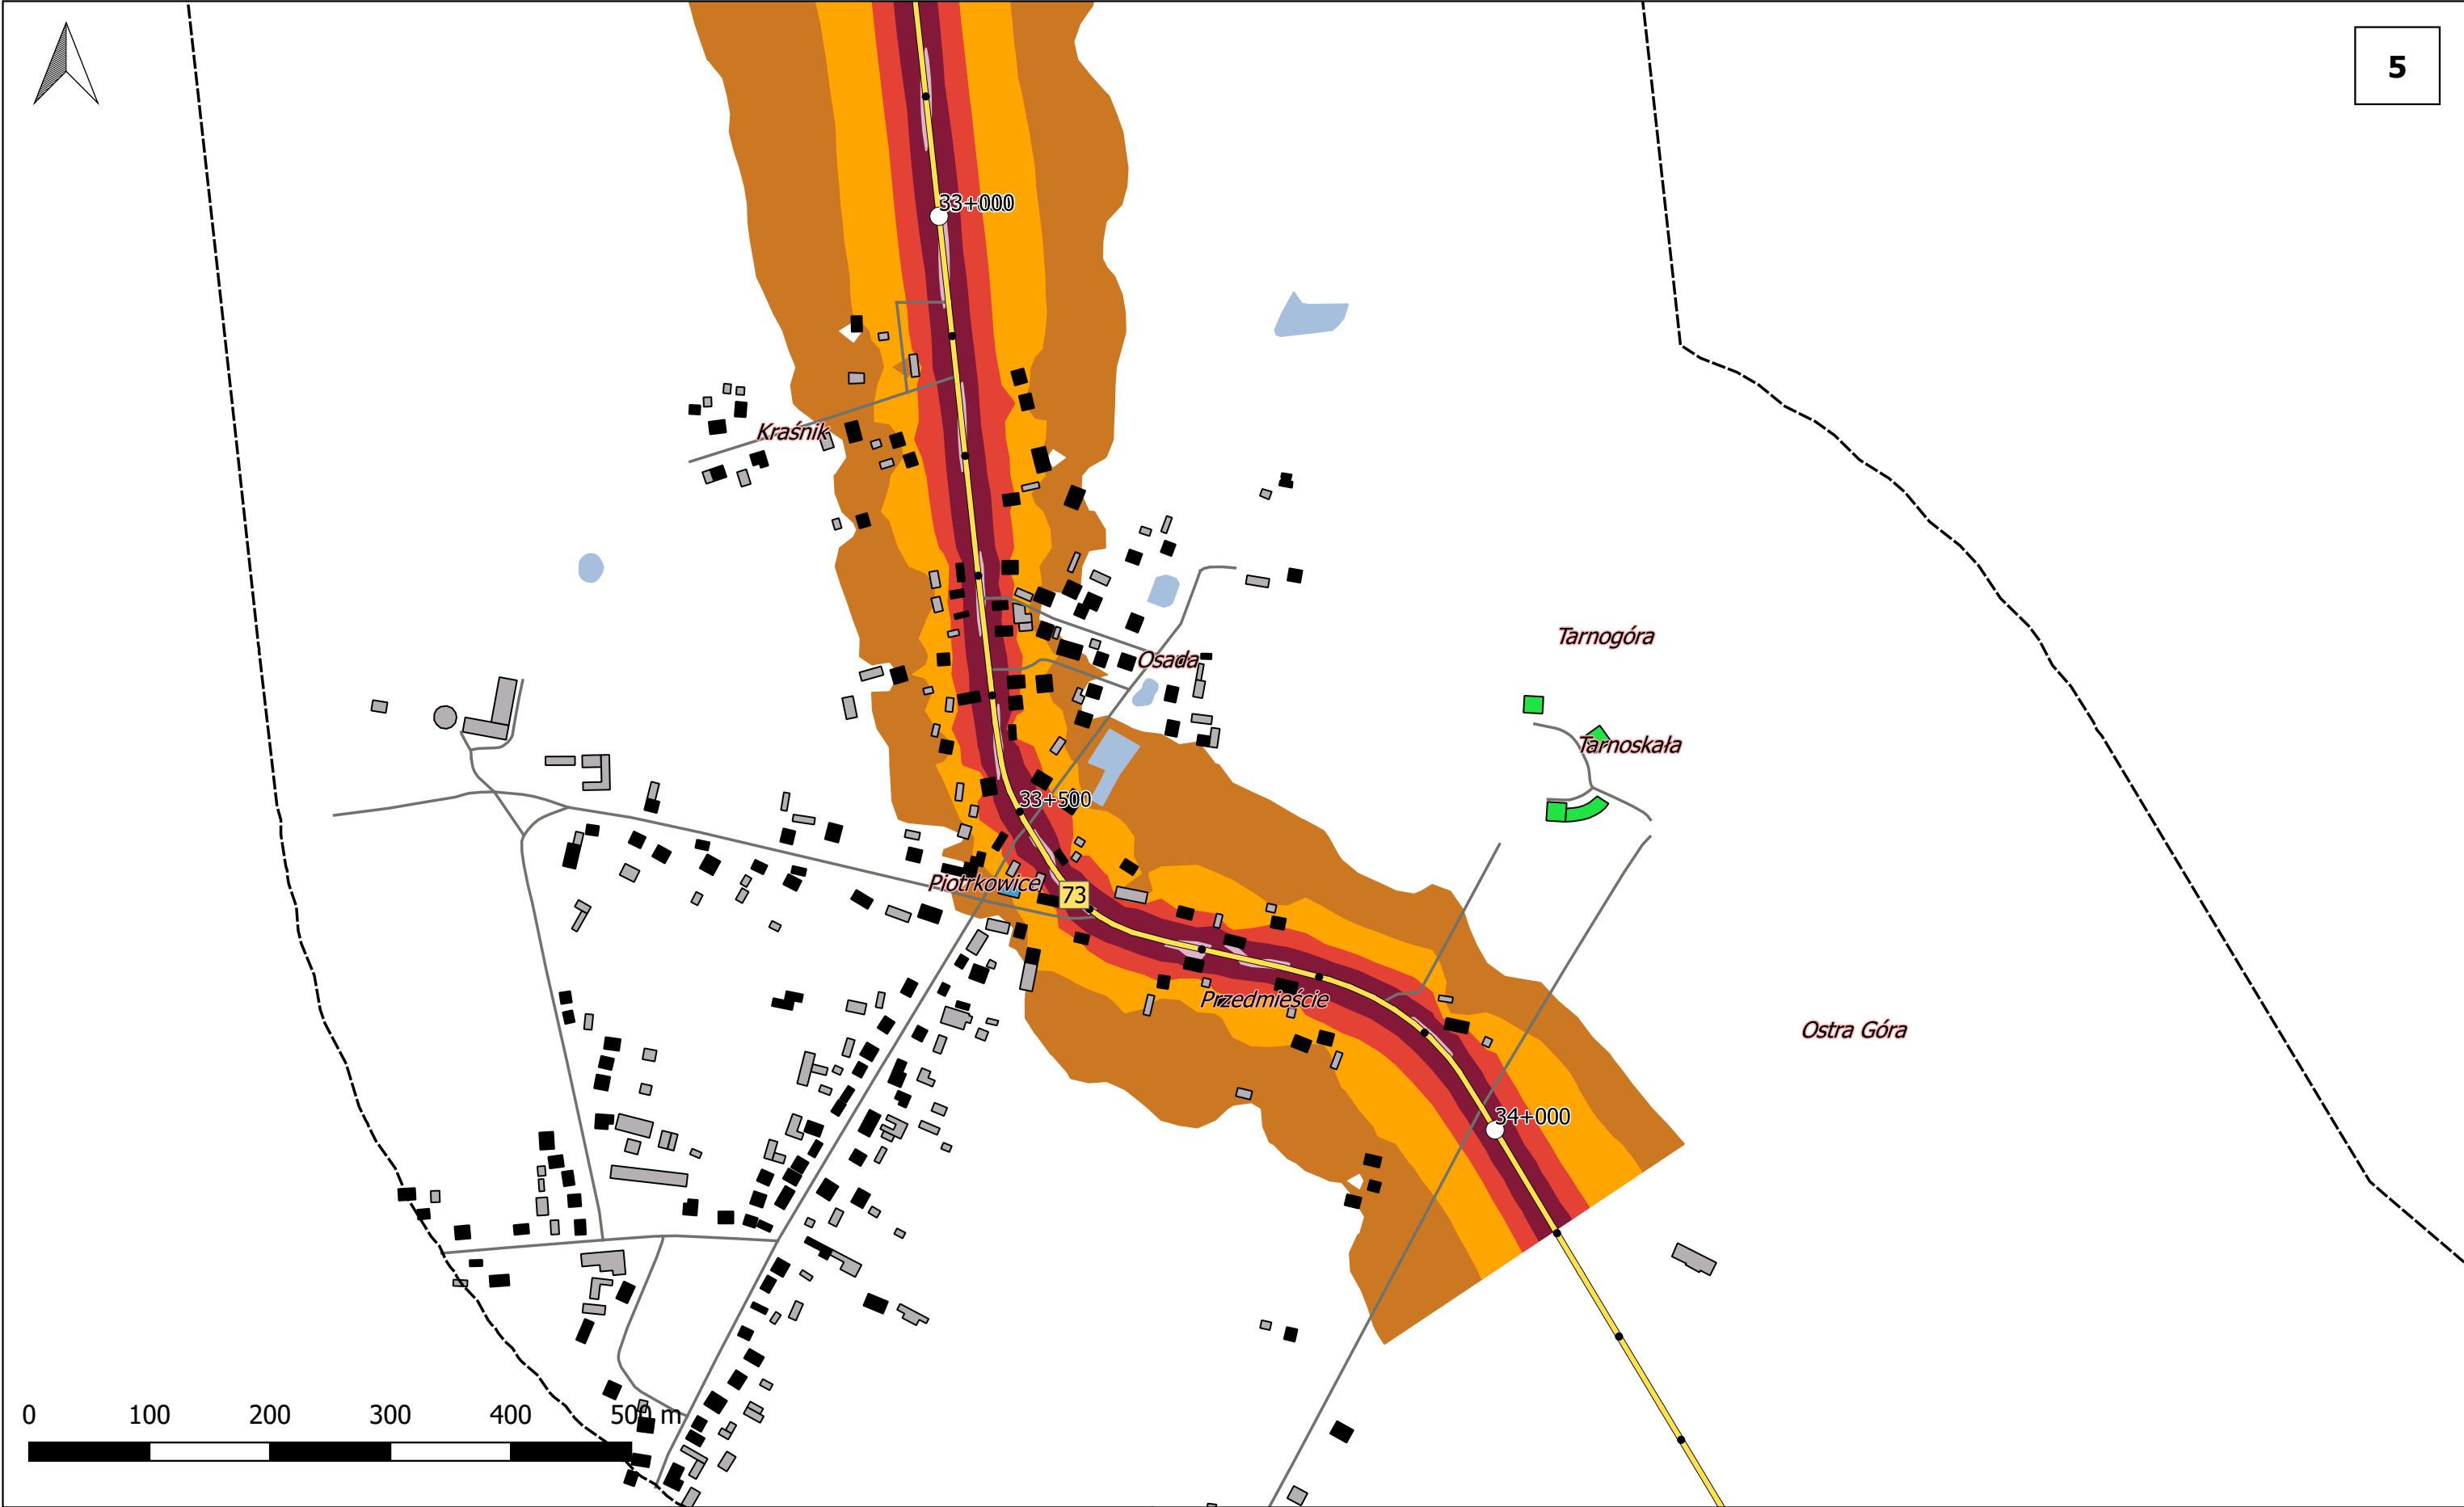 5
33+000
Kraśnik
Tarnogóra
Osada
Tarnoskała
33+500
Piotrkowice
73
Przedmieście
Ostra Góra
34+000
0 100 200 300 400 500 m